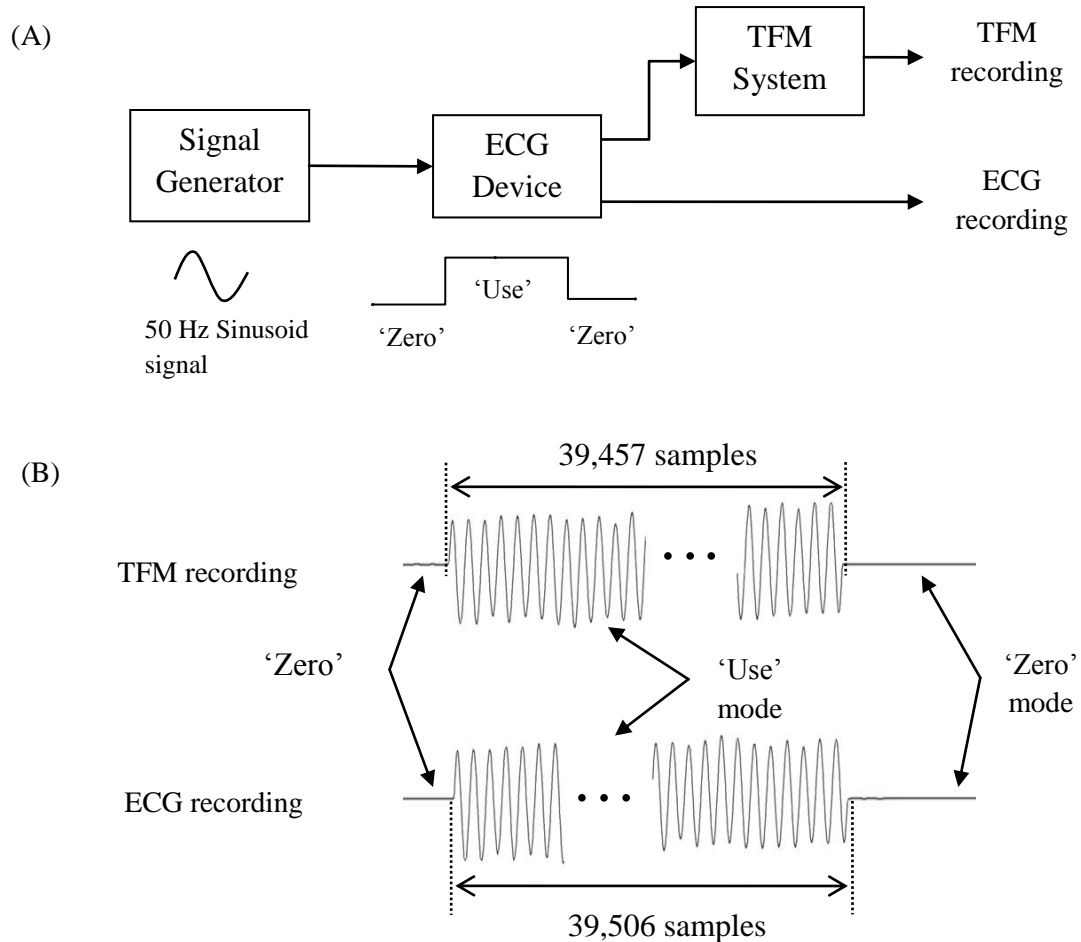 (A)
TFM
System
TFM
recording
Signal
Generator
ECG
Device
ECG
recording
50 Hz Sinusoid
signal
‘Zero’
‘Use’
‘Zero’
(B)
39,457 samples
TFM recording
‘Zero’
‘Use’
mode
‘Zero’
mode
ECG recording
39,506 samples